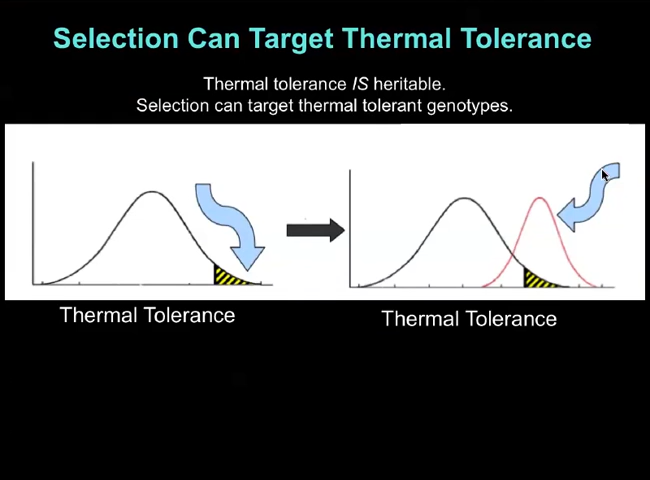 Selection Can Target Thermal Tolerance
Thermal tolerance IS heritable.
Selection can target thermal tolerant genotypes.
Thermal Tolerance
Thermal Tolerance